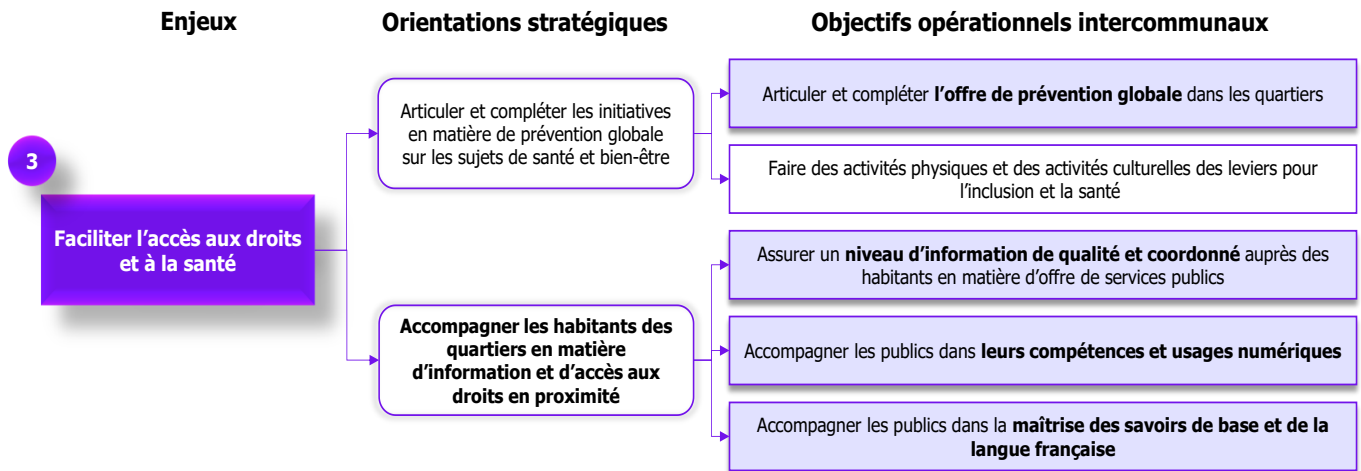 Enjeux
Orientations stratégiques
Objectifs opérationnels intercommunaux
3
Faciliter l'accès aux droits
et à la santé
Articuler et compléter les initiatives
en matière de prévention globale
sur les sujets de santé et bien-être
Articuler et compléter l'offre de prévention globale dans les quartiers
Faire des activités physiques et des activités culturelles des leviers pour
l'inclusion et la santé
Accompagner les habitants des
quartiers en matière
d'information et d'accès aux
droits en proximité
Assurer un niveau d'information de qualité et coordonné auprès des
habitants en matière d'offre de services publics
Accompagner les publics dans leurs compétences et usages numériques
Accompagner les publics dans la maîtrise des savoirs de base et de la
langue française